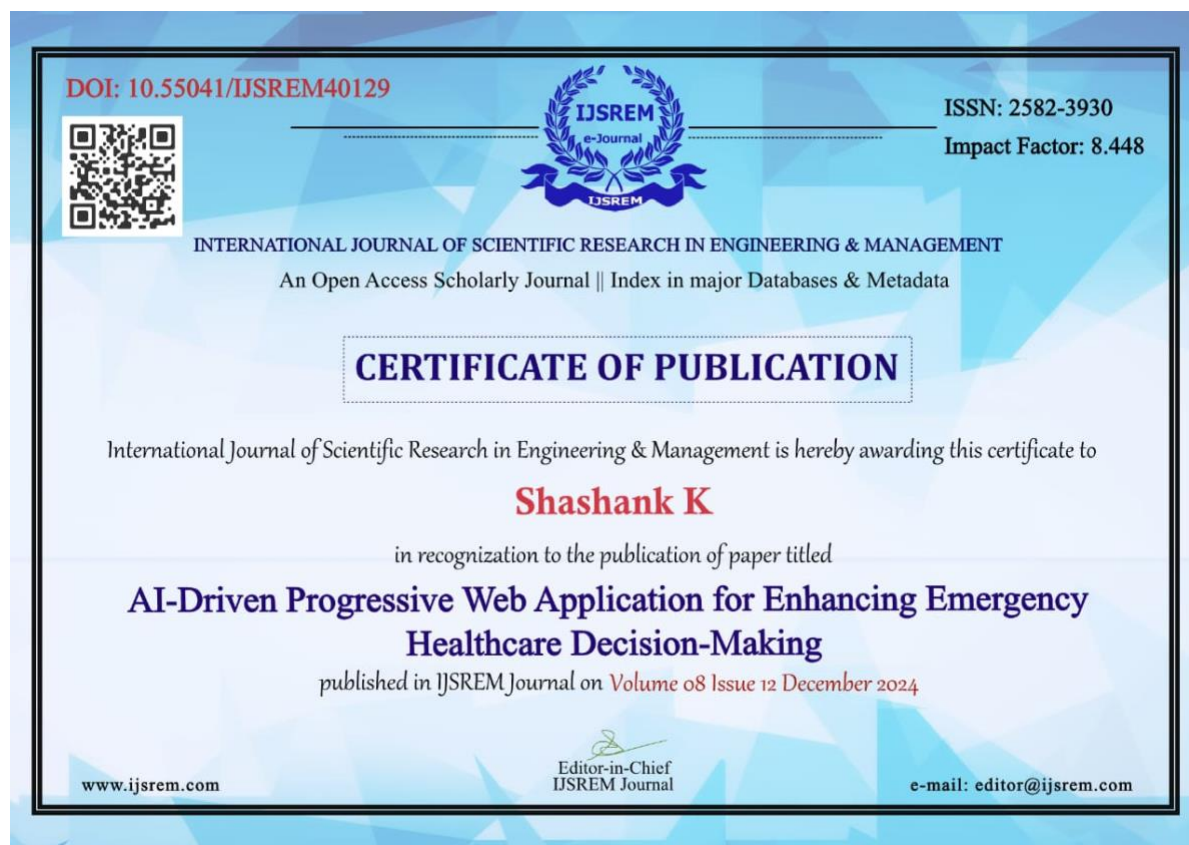 DOI: 10.55041/IJSREM40129
ISSN: 2582-3930
Impact Factor: 8.448
IJSREM
e-Journal
IJSREM
INTERNATIONAL JOURNAL OF SCIENTIFIC RESEARCH IN ENGINEERING & MANAGEMENT
An Open Access Scholarly Journal || Index in major Databases & Metadata
CERTIFICATE OF PUBLICATION
International Journal of Scientific Research in Engineering & Management is hereby awarding this certificate to
Shashank K
in recognization to the publication of paper titled
AI-Driven Progressive Web Application for Enhancing Emergency
Healthcare Decision-Making
published in IJSREM Journal on Volume 08 Issue 12 December 2024
Editor-in-Chief
IJSREM Journal
www.ijsrem.com
e-mail: editor@ijsrem.com